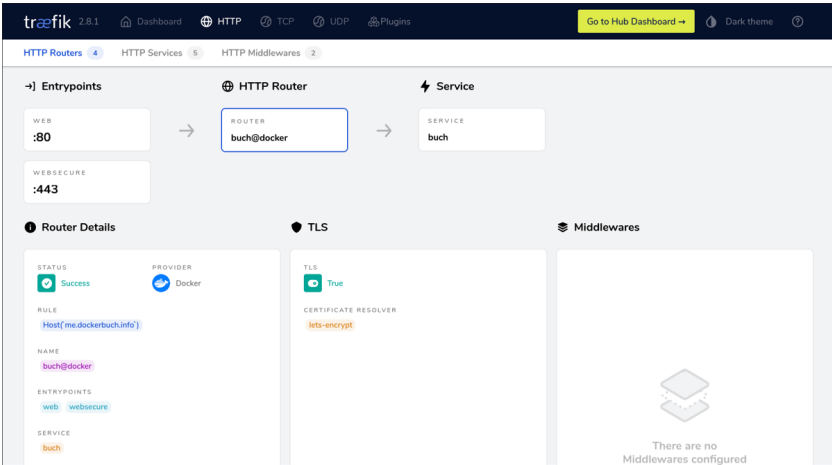 træfik 2.8.1 Dashboard HTTP TCP UDP Plugins Go to Hub Dashboard → Dark theme
HTTP Routers 4 HTTP Services 5 HTTP Middlewares 2
Entrypoints HTTP Router Service
WEB
:80
ROUTER
buch@docker
SERVICE
buch
WEBSECURE
:443
Router Details
STATUS PROVIDER
Success Docker
RULE
Host(`me.dockerbuch.info`)
NAME
buch@docker
ENTRYPOINTS
web websecure
SERVICE
buch
TLS
TLS
True
CERTIFICATE RESOLVER
lets-encrypt
Middlewares
There are no
Middlewares configured